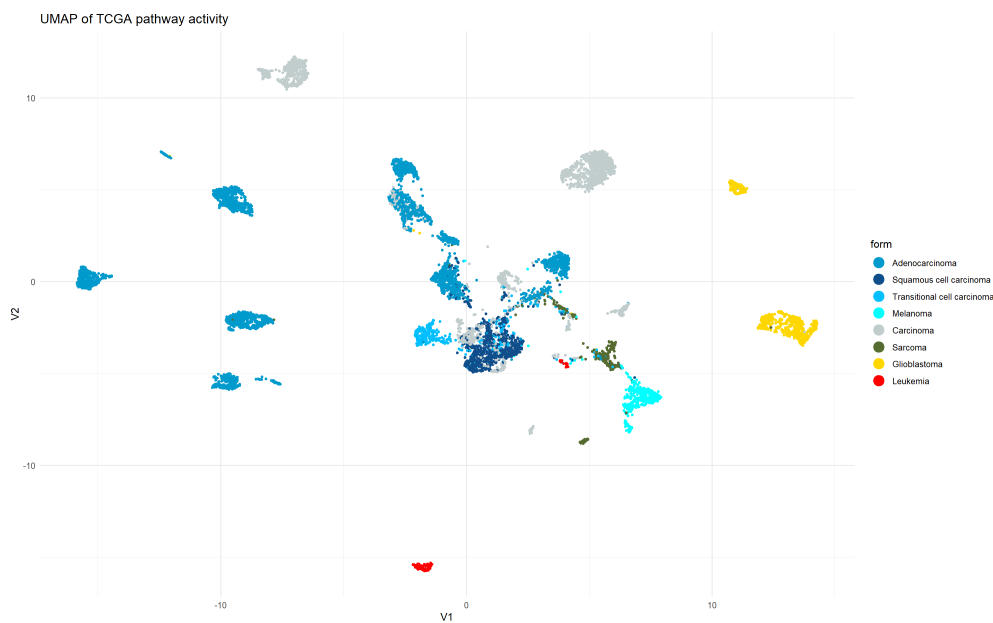 UMAP of TCGA pathway activity
10
0
-10
V2
-10
0
10
V1
form
Adenocarcinoma
Squamous cell carcinoma
Transitional cell carcinoma
Melanoma
Carcinoma
Sarcoma
Glioblastoma
Leukemia